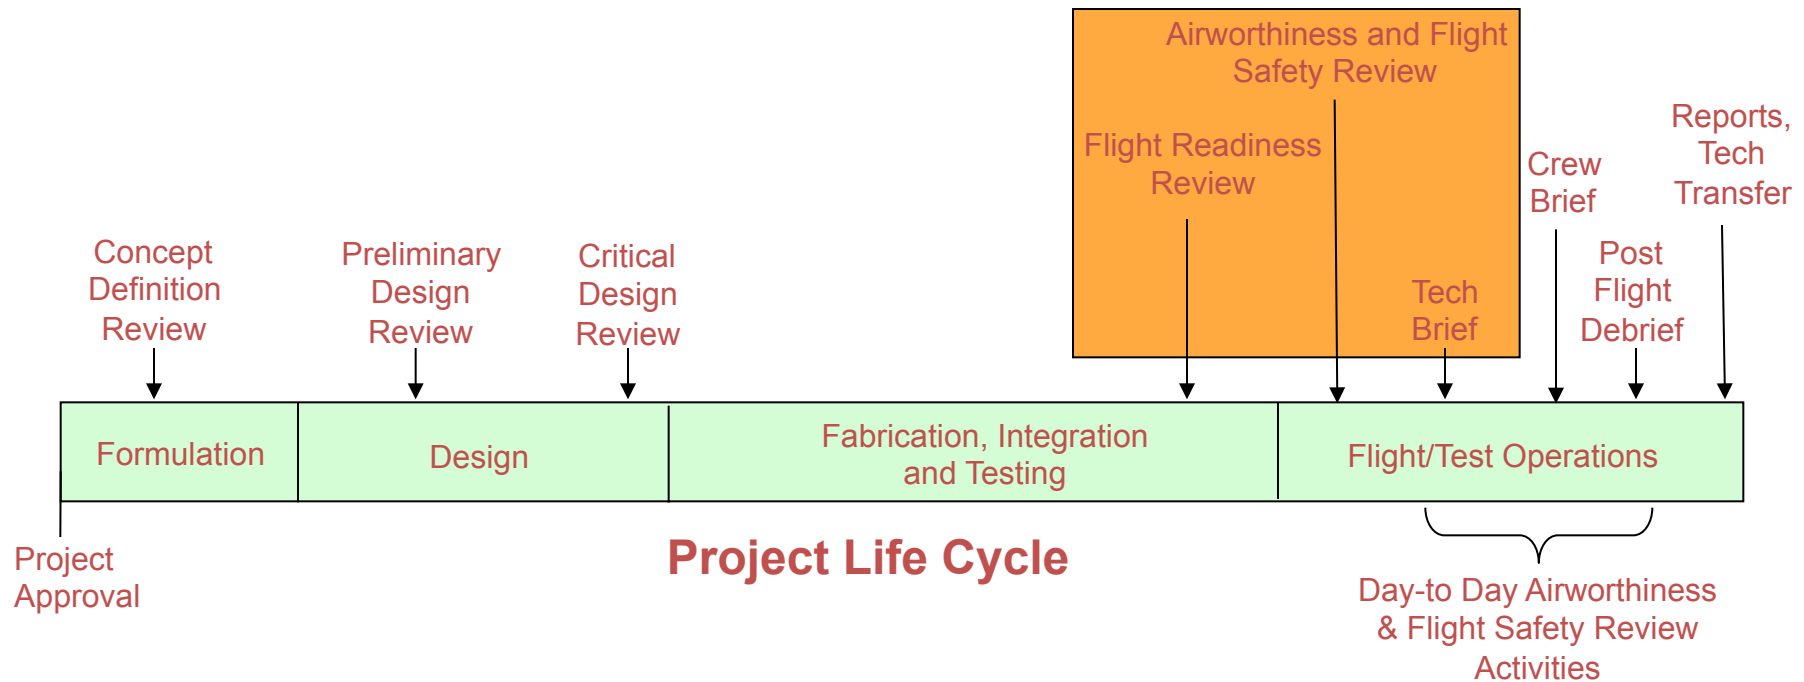 Airworthiness and Flight
Safety Review
Flight Readiness
Review
Reports,
Tech
Transfer
Crew
Brief
Concept
Definition
Review
Preliminary
Design
Review
Critical
Design
Review
Tech
Brief
Post
Flight
Debrief
Formulation
Design
Fabrication, Integration
and Testing
Flight/Test Operations
Project
Approval
Project Life Cycle
Day-to Day Airworthiness
& Flight Safety Review
Activities